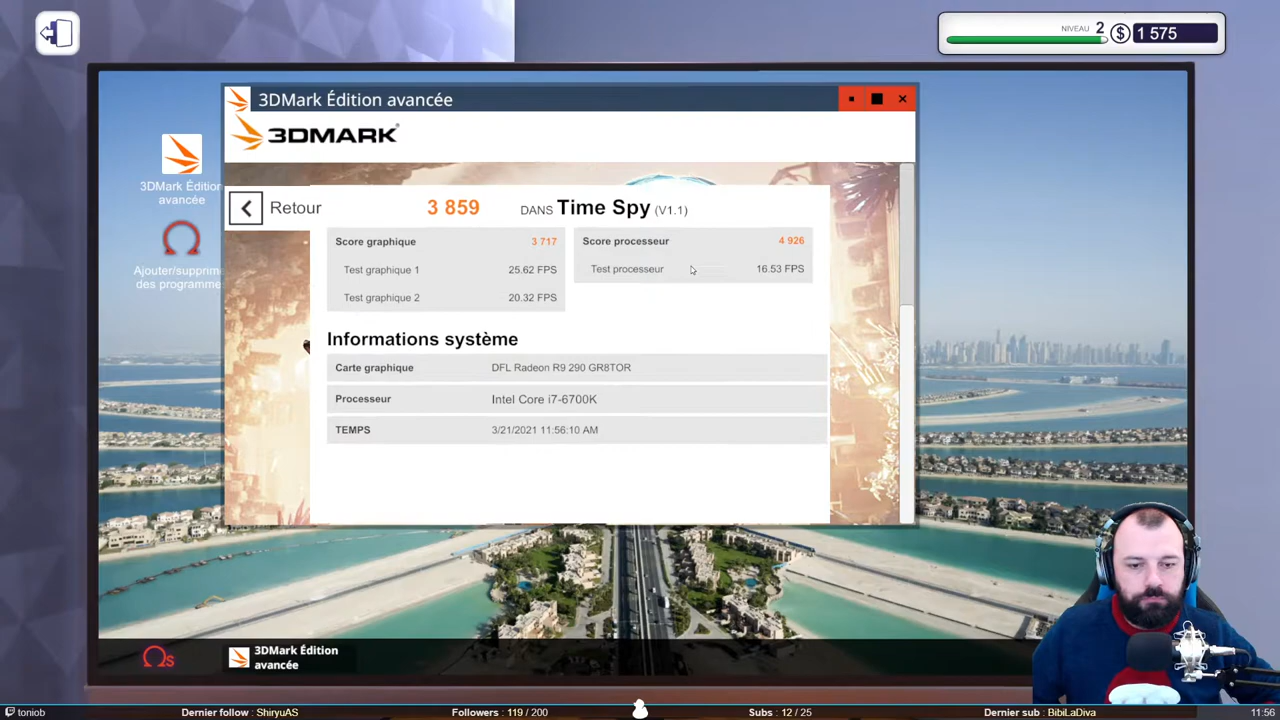 NIVEAU 2 $ 1 575
3DMark Édition avancée
3DMARK®
3DMark Édition
avancée
Retour
3 859 DANS Time Spy (V1.1)
Score graphique 3 717
Test graphique 1 25.62 FPS
Test graphique 2 20.32 FPS
Score processeur 4 926
Test processeur 16.53 FPS
Ajouter/supprime
des programme
Informations système
Carte graphique DFL Radeon R9 290 GR8TOR
Processeur Intel Core i7-6700K
TEMPS 3/21/2021 11:56:10 AM
Ωs
3DMark Édition
avancée
toniob Dernier follow : ShiryuAS Followers : 119 / 200 Subs : 12 / 25 Dernier sub : BibiLaDiva 11:56